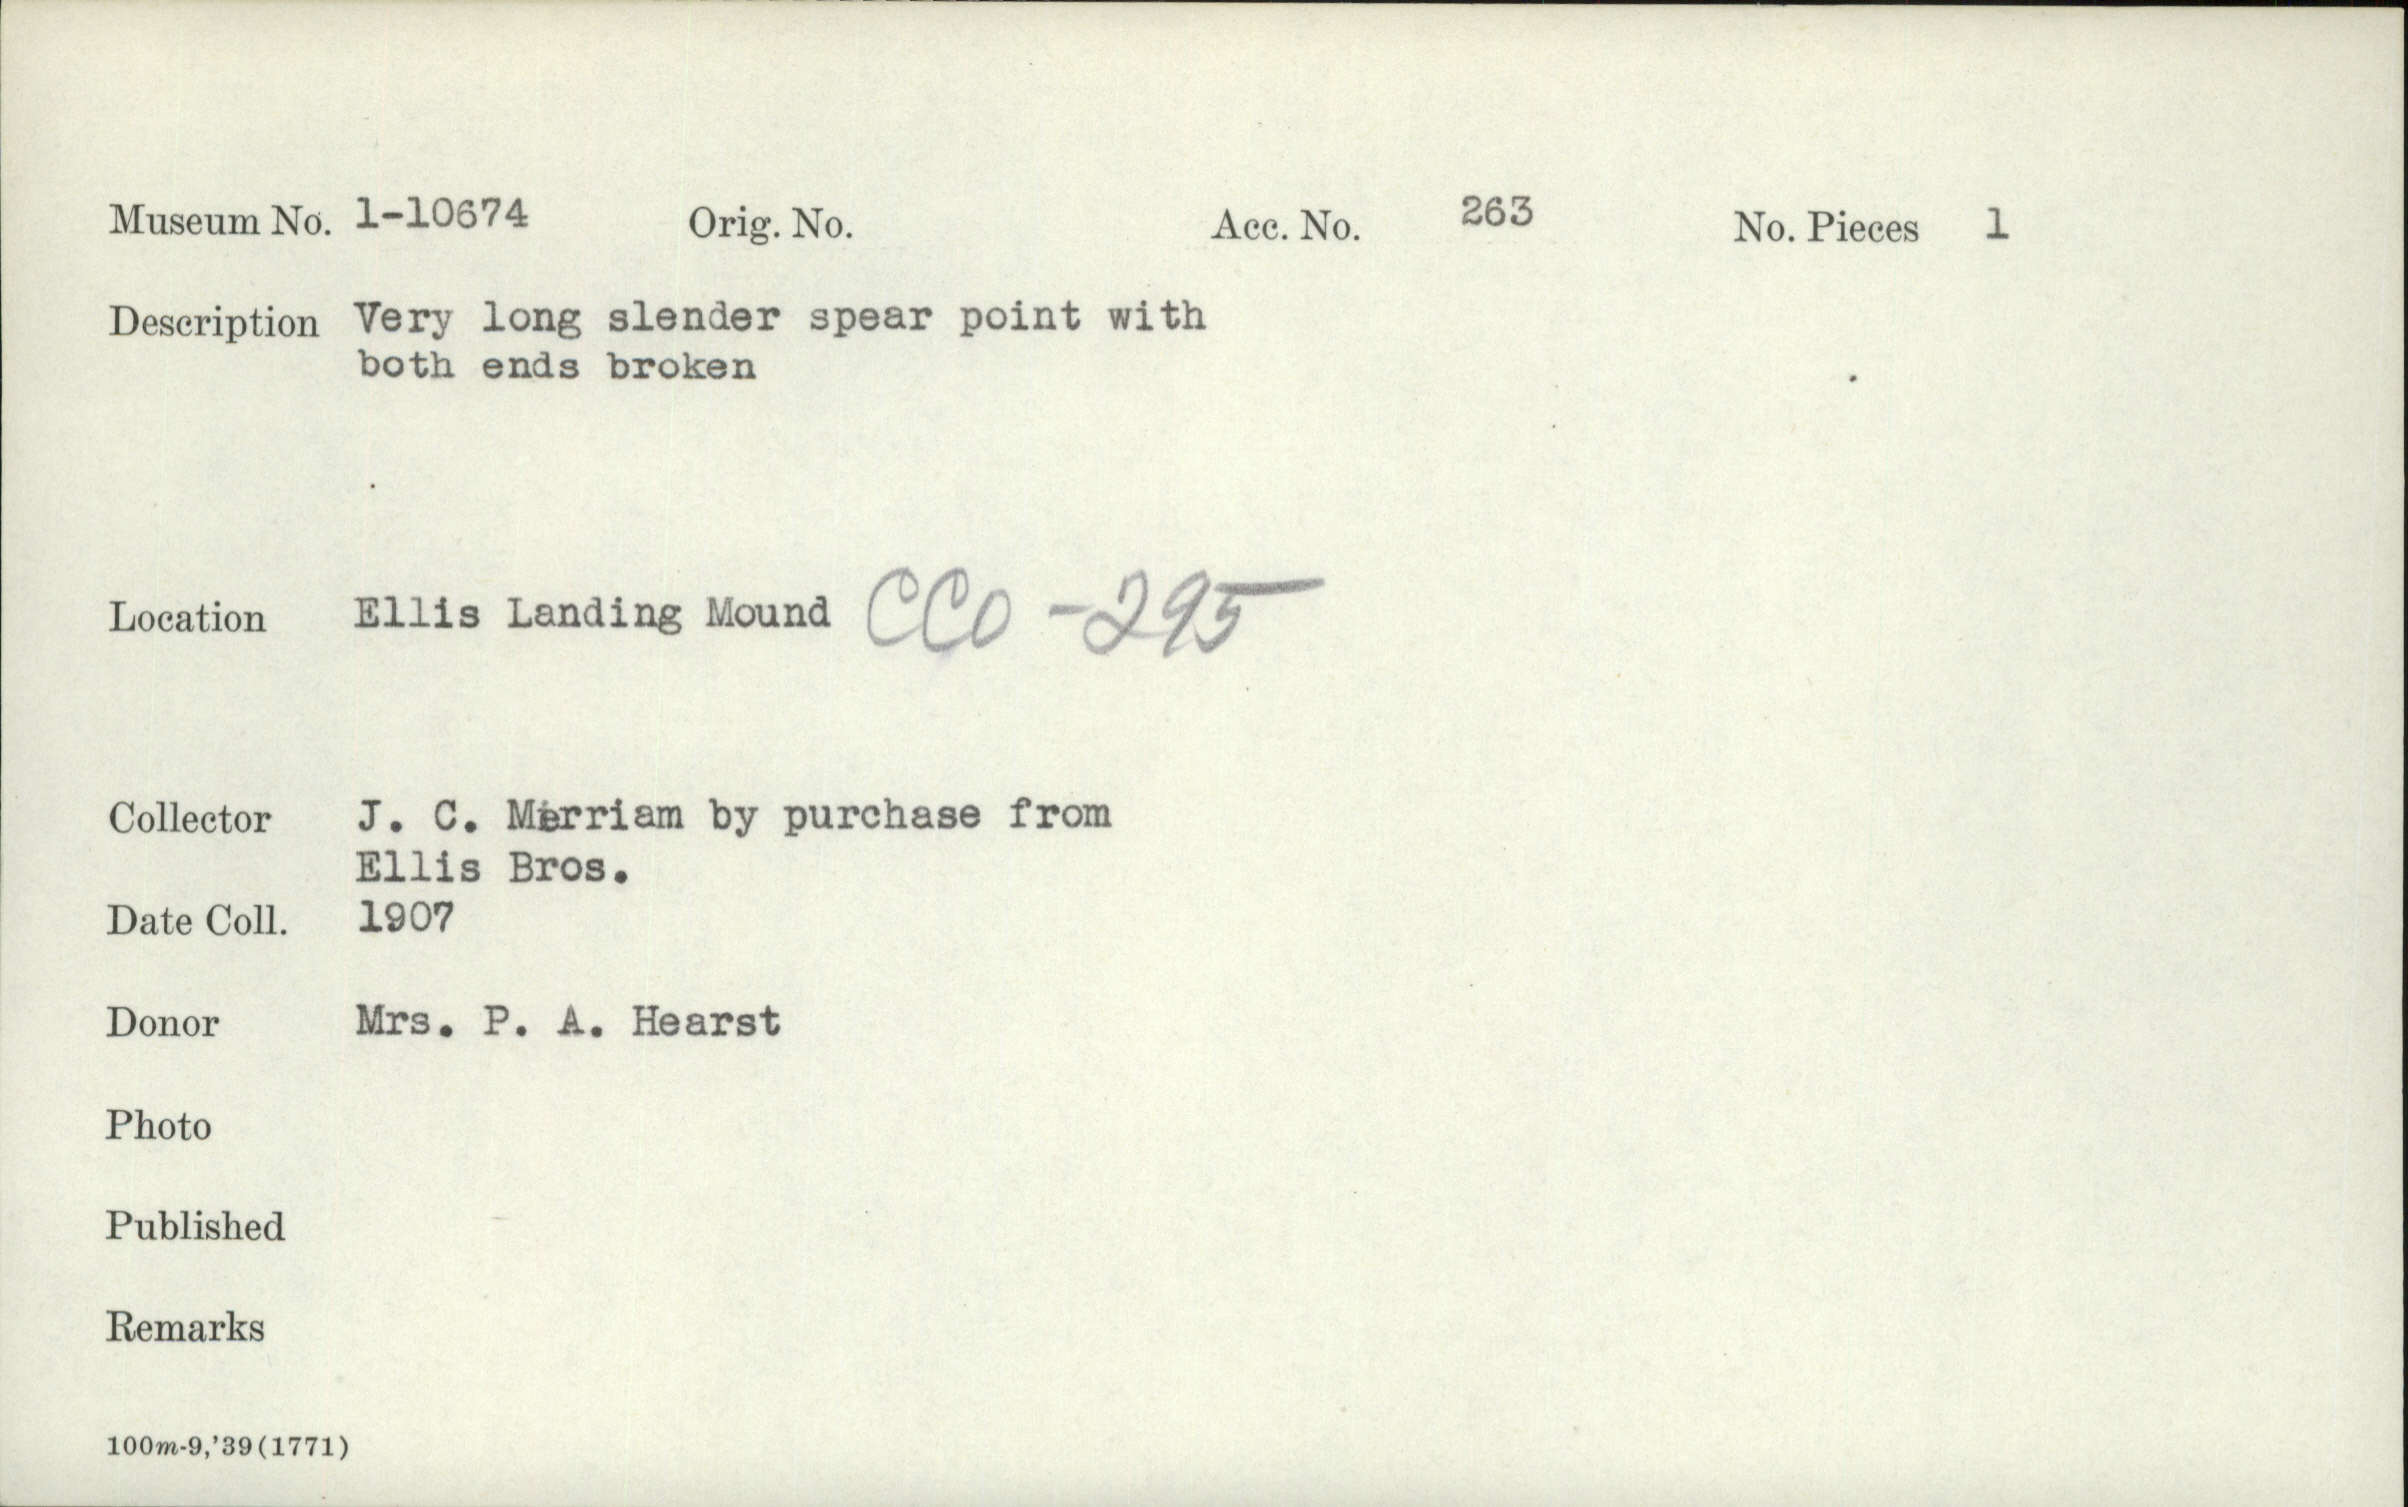 Museum No. 1-10674 Orig. No. Acc. No. 263 No. Pieces 1
Description Very long slender spear point with
both ends broken
Location Ellis Landing Mound CCO-295
Collector J. C. Merriam by purchase from
Ellis Bros.
Date Coll. 1907
Donor Mrs. P. A. Hearst
Photo
Published
Remarks
100m-9,'39(1771)